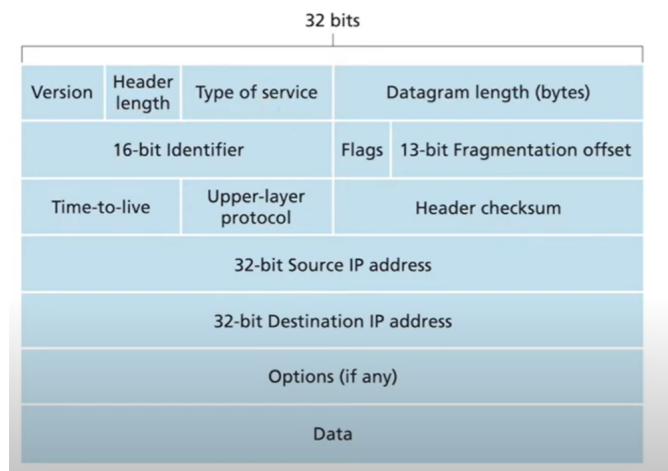 32 bits
Version
Header
length
Type of service
Datagram length (bytes)
16-bit Identifier
Flags
13-bit Fragmentation offset
Time-to-live
Upper-layer
protocol
Header checksum
32-bit Source IP address
32-bit Destination IP address
Options (if any)
Data